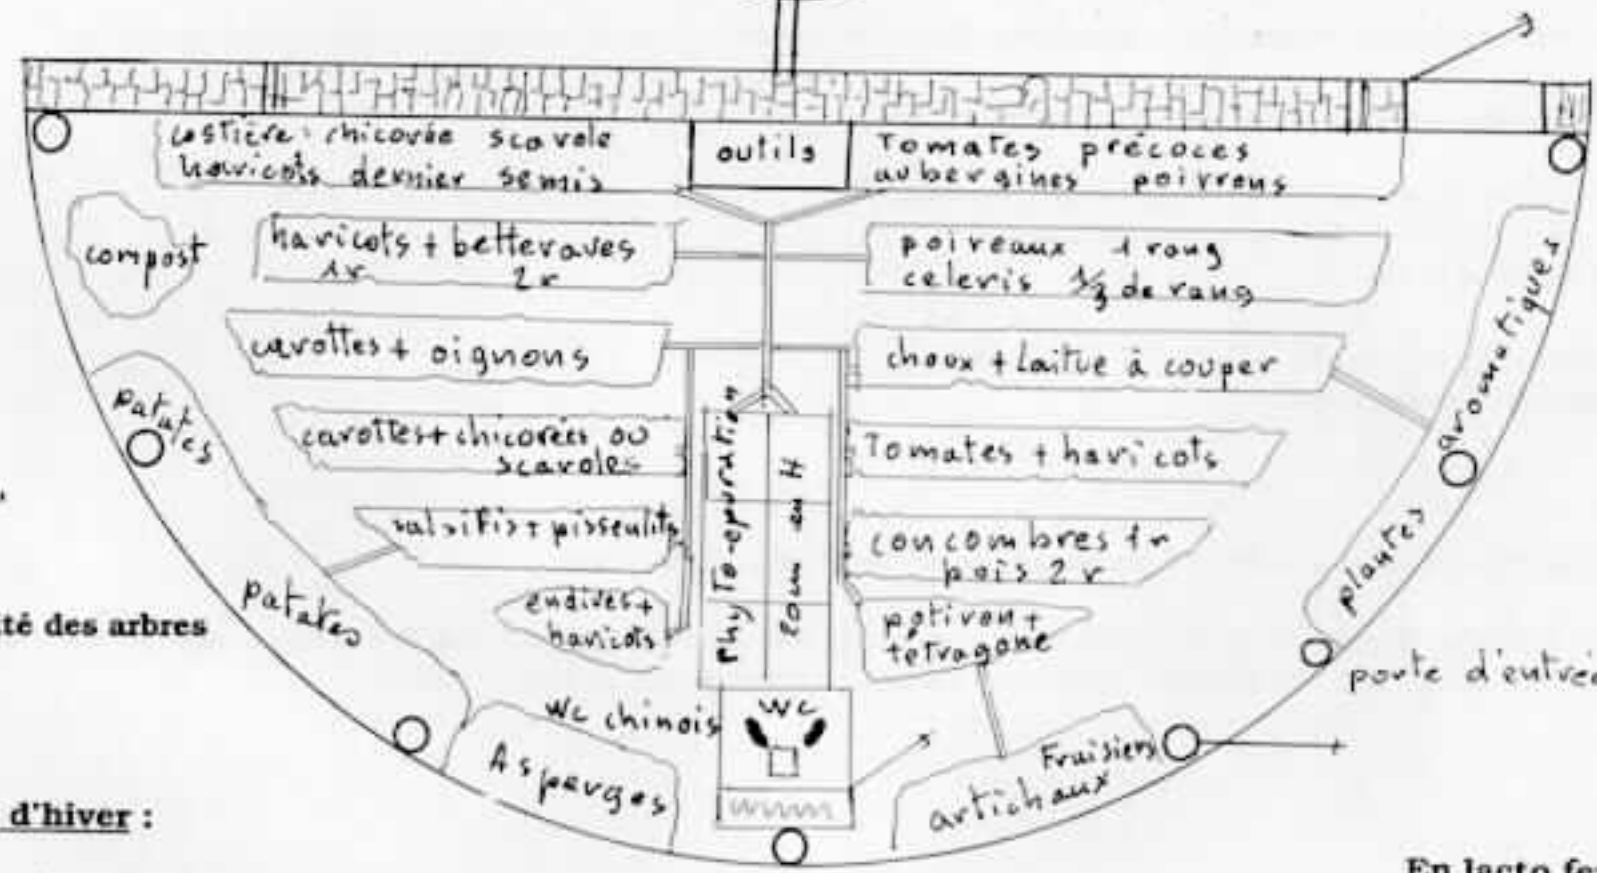 costière : chicorée scarole
haricots dernier semis
outils
Tomates précoces
aubergines poivrons
compost
haricots + betteraves
1r 2r
poireaux 1 rang
celeris ½ de rang
carottes + oignons
choux + Laitue à couper
carottes + chicorées ou
scaroles
Tomates + haricots
salsifis + pissenlits
concombres 1r
pois 2 r
endives +
haricots
potiron +
tétragone
Phyto-epuration
en H
patates
patates
plantes aromatiques
ité des arbres
porte d'entrée
WC chinois
WC
Asperges
Fraisiers
artichaux
d'hiver :
En lacto fe